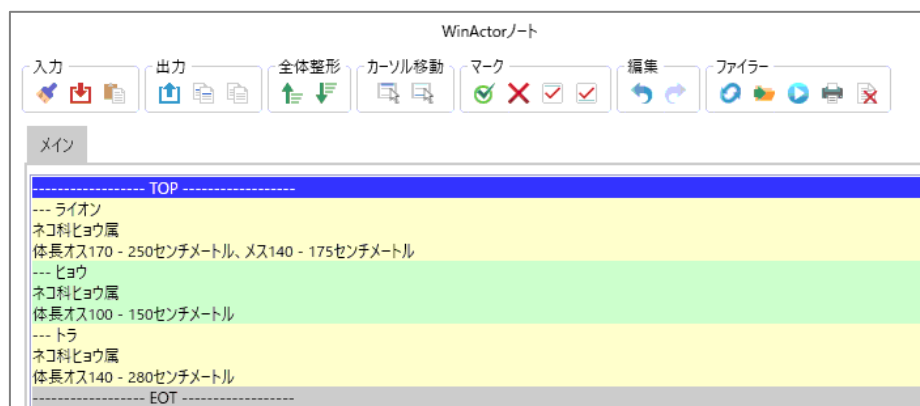 WinActorノート
入力 出力 全体整形 カーソル移動 マーク 編集 ファイラー
メイン
------------------ TOP ------------------
--- ライオン
ネコ科ヒョウ属
体長オス170 - 250センチメートル、メス140 - 175センチメートル
--- ヒョウ
ネコ科ヒョウ属
体長オス100 - 150センチメートル
--- トラ
ネコ科ヒョウ属
体長オス140 - 280センチメートル
------------------ EOT ------------------